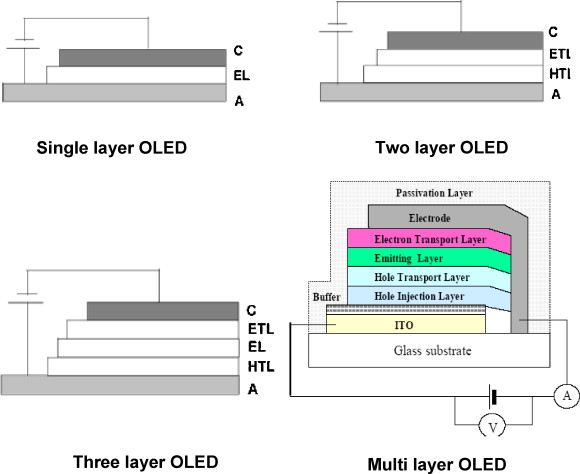 C
EL
A
Single layer OLED
C
ETL
HTL
A
Two layer OLED
C
ETL
EL
HTL
A
Three layer OLED
Passivation Layer
Electrode
Electron Transport Layer
Emitting Layer
Hole Transport Layer
Buffer
Hole Injection Layer
ITO
Glass substrate
A
V
Multi layer OLED